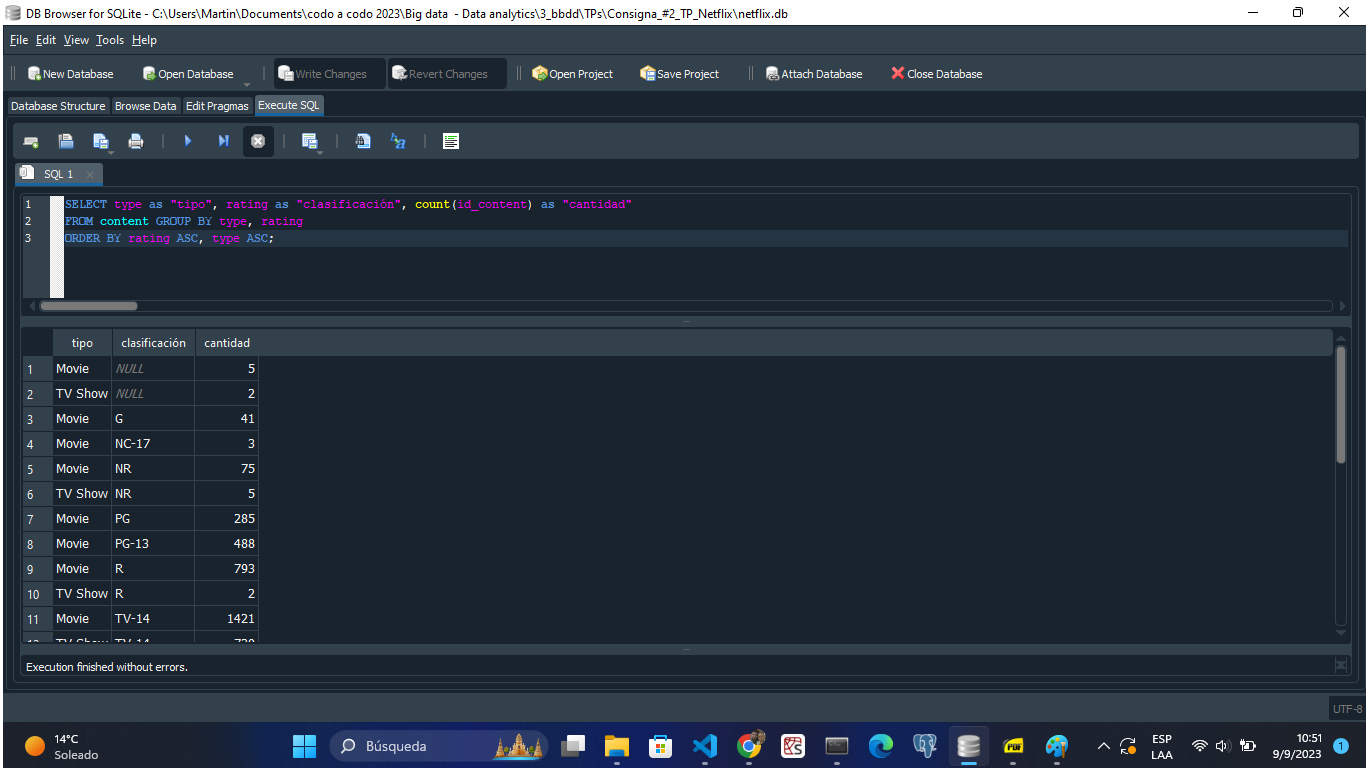 DB Browser for SQLite - C:\Users\Martin\Documents\codo a codo 2023\Big data  - Data analytics\3_bbdd\TPs\Consigna_#2_TP_Netflix\netflix.db
File Edit View Tools Help
New Database Open Database Write Changes Revert Changes Open Project Save Project Attach Database Close Database
Database Structure Browse Data Edit Pragmas Execute SQL
SQL 1
1 SELECT type as "tipo", rating as "clasificación", count(id_content) as "cantidad"
2 FROM content GROUP BY type, rating
3 ORDER BY rating ASC, type ASC;
tipo clasificación cantidad
1 Movie NULL 5
2 TV Show NULL 2
3 Movie G 41
4 Movie NC-17 3
5 Movie NR 75
6 TV Show NR 5
7 Movie PG 285
8 Movie PG-13 488
9 Movie R 793
10 TV Show R 2
11 Movie TV-14 1421
12 TV Show TV-14
Execution finished without errors.
UTF-8
14°C
Soleado
Búsqueda
PDF
ESP
LAA
10:51
9/9/2023
1